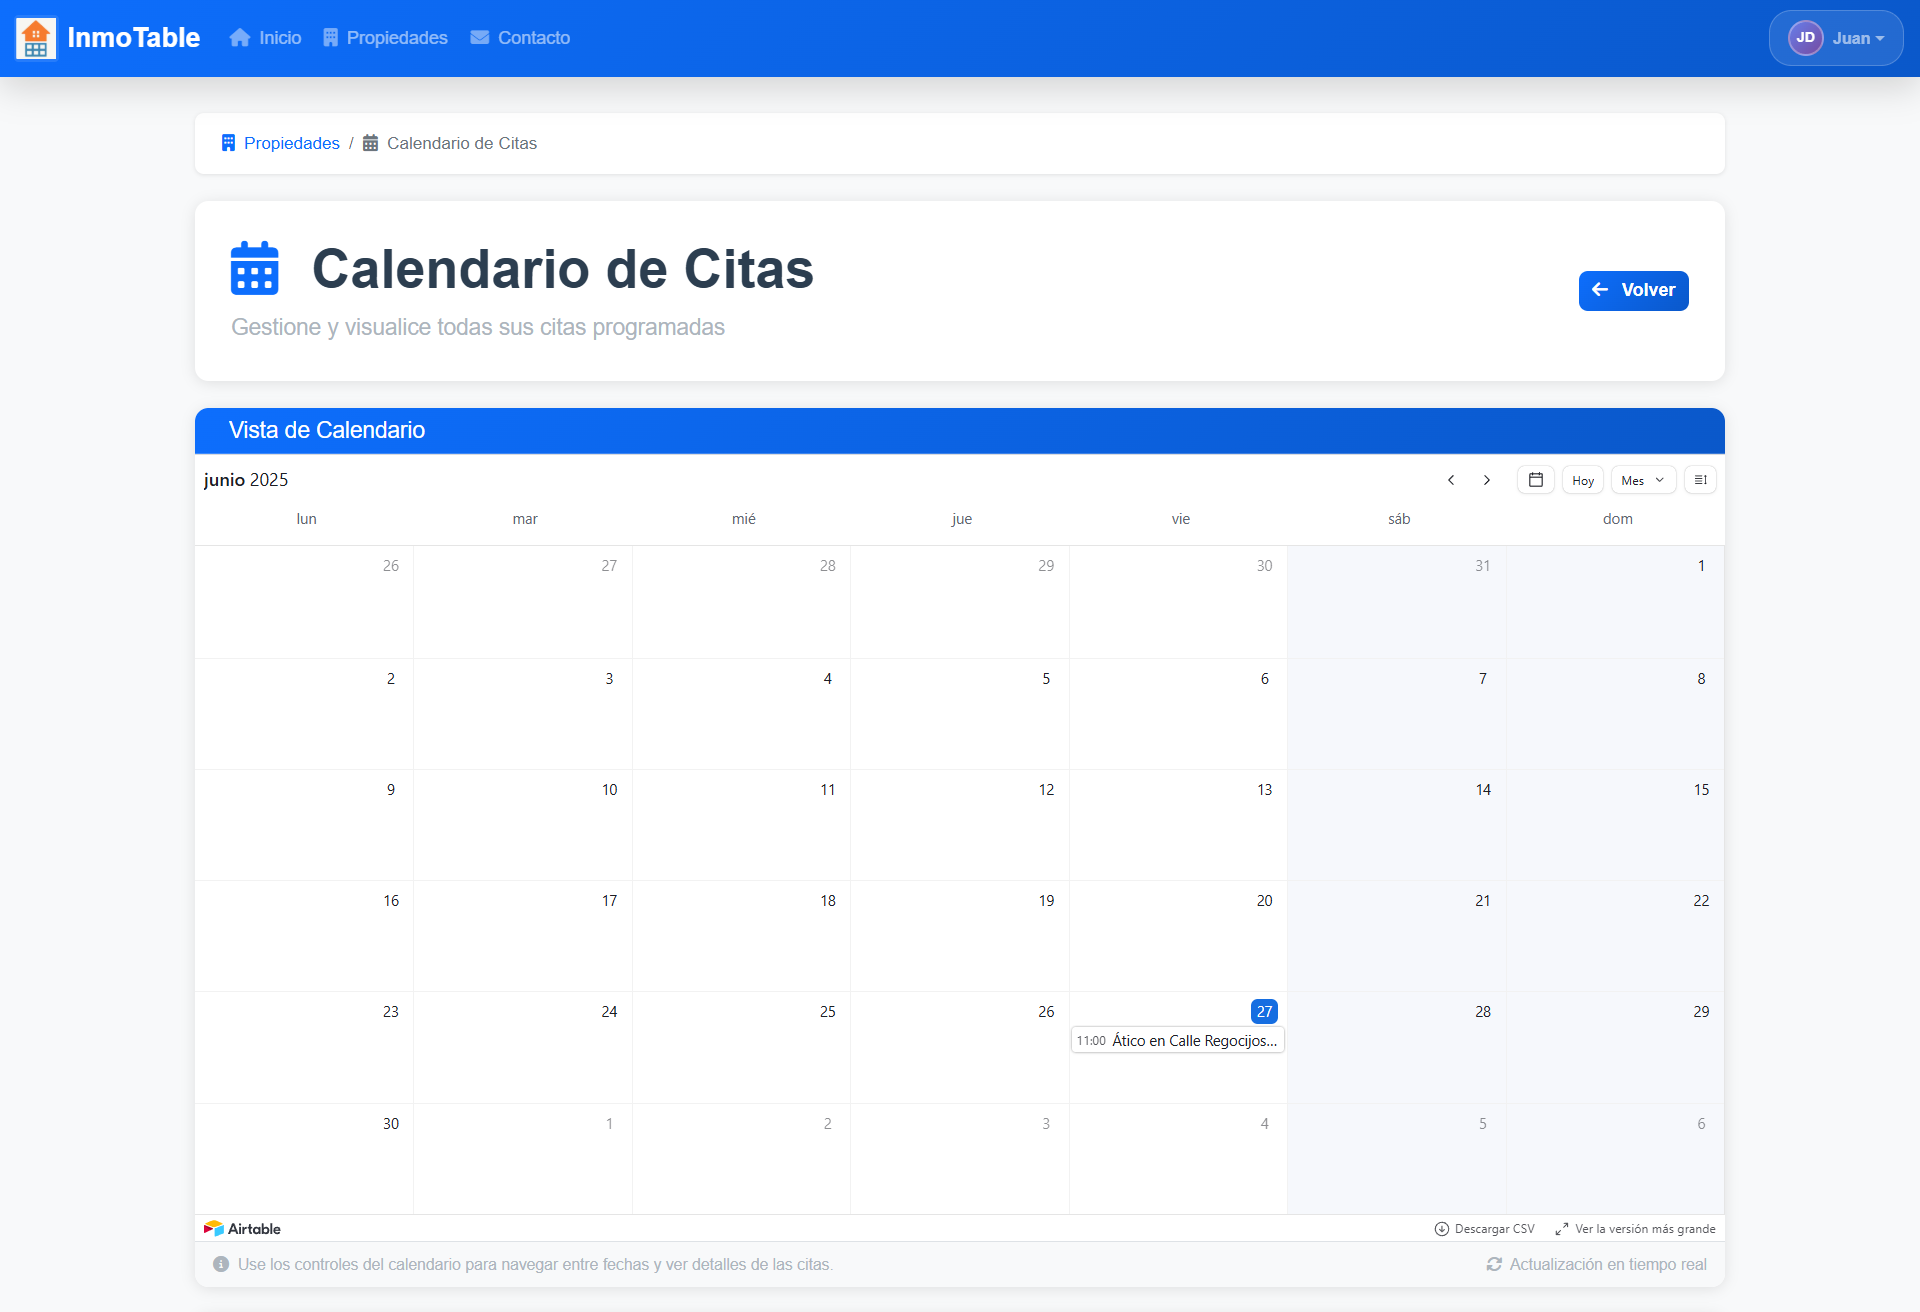 InmoTable Inicio Propiedades Contacto JD Juan
Propiedades / Calendario de Citas
Calendario de Citas
Gestione y visualice todas sus citas programadas
Volver
Vista de Calendario
junio 2025 Hoy Mes
lun mar mié jue vie sáb dom
26 27 28 29 30 31 1
2 3 4 5 6 7 8
9 10 11 12 13 14 15
16 17 18 19 20 21 22
23 24 25 26 27 28 29
11:00 Ático en Calle Regocijos...
30 1 2 3 4 5 6
Airtable Descargar CSV Ver la versión más grande
Use los controles del calendario para navegar entre fechas y ver detalles de las citas. Actualización en tiempo real